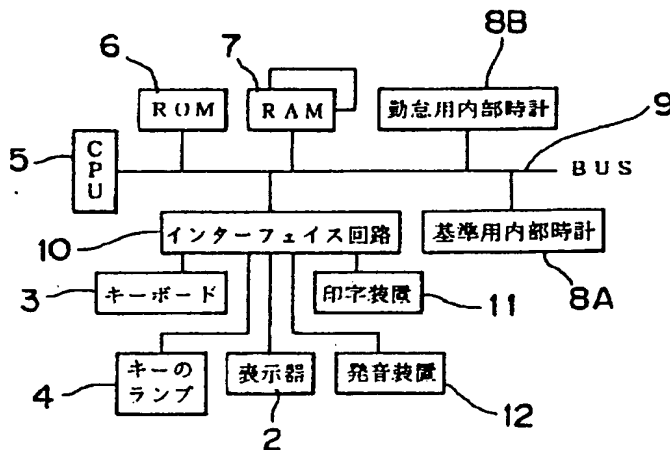 6
7
8B
ROM
RAM
勤怠用内部時計
9
5
CPU
BUS
10
インターフェイス回路
基準用内部時計
8A
3
キーボード
印字装置
11
4
キーの
ランプ
表示器
発音装置
2
12